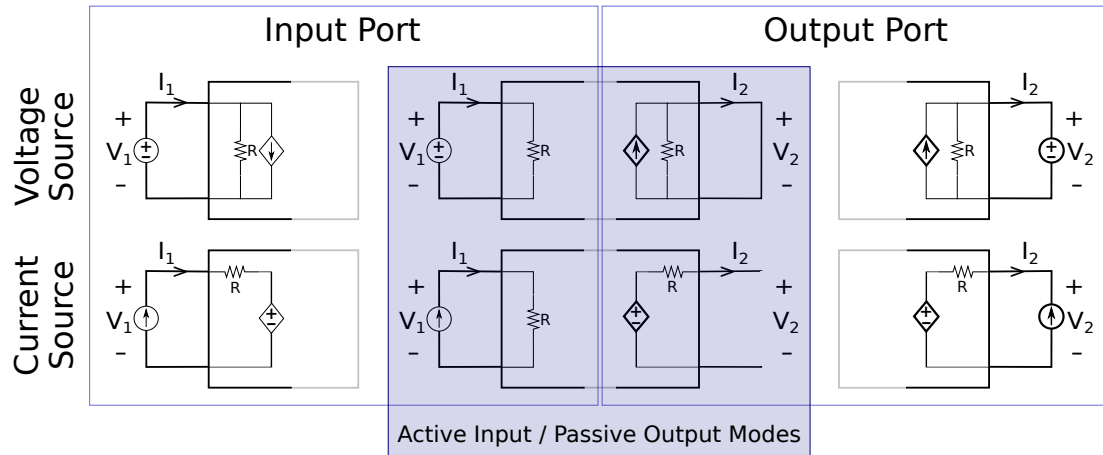 Input Port
Output Port
Voltage
Source
I1
+
V1
–
R
I1
+
V1
–
R
I2
+
V2
–
R
I2
+
V2
–
R
Current
Source
I1
+
V1
–
R
I1
+
V1
–
R
I2
+
V2
–
R
I2
+
V2
–
R
Active Input / Passive Output Modes